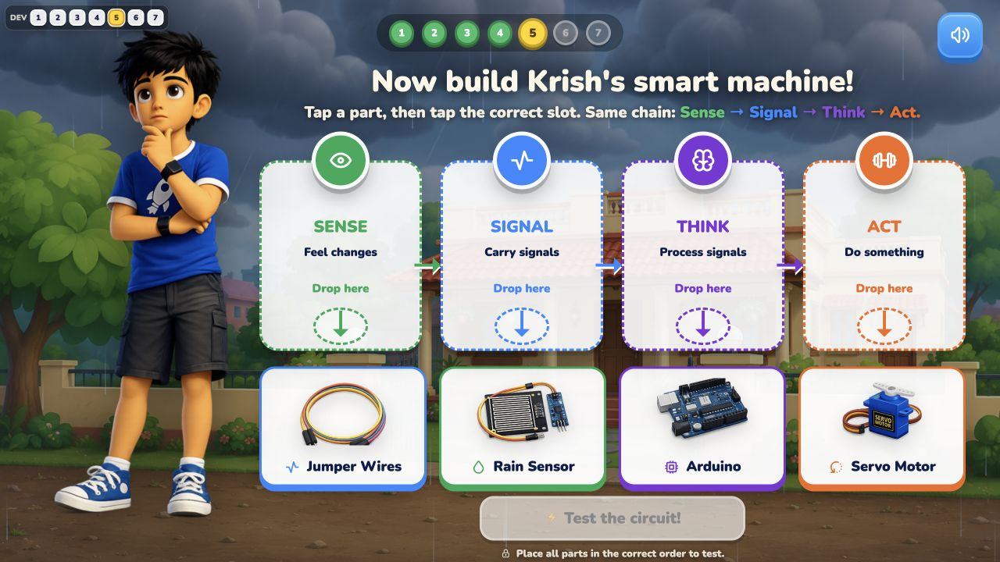 DEV 1 2 3 4 5 6 7
1 2 3 4 5 6 7
Now build Krish's smart machine!
Tap a part, then tap the correct slot. Same chain: Sense → Signal → Think → Act.
SENSE
Feel changes
Drop here
SIGNAL
Carry signals
Drop here
THINK
Process signals
Drop here
ACT
Do something
Drop here
Jumper Wires
Rain Sensor
Arduino
SERVO
MOTOR
Servo Motor
Test the circuit!
Place all parts in the correct order to test.